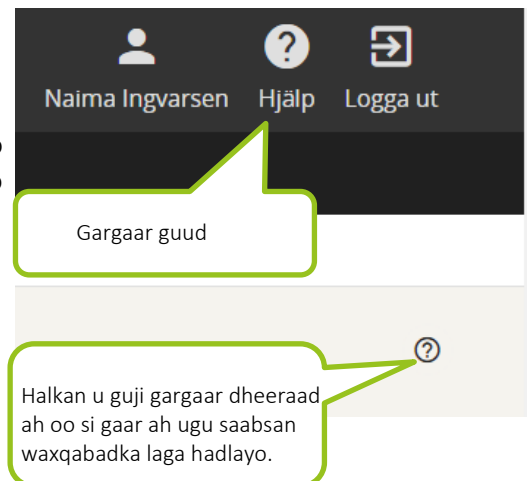 Naima Ingvarsen Hjälp Logga ut
Gargaar guud
Halkan u guji gargaar dheeraad
ah oo si gaar ah ugu saabsan
waxqabadka laga hadlayo.